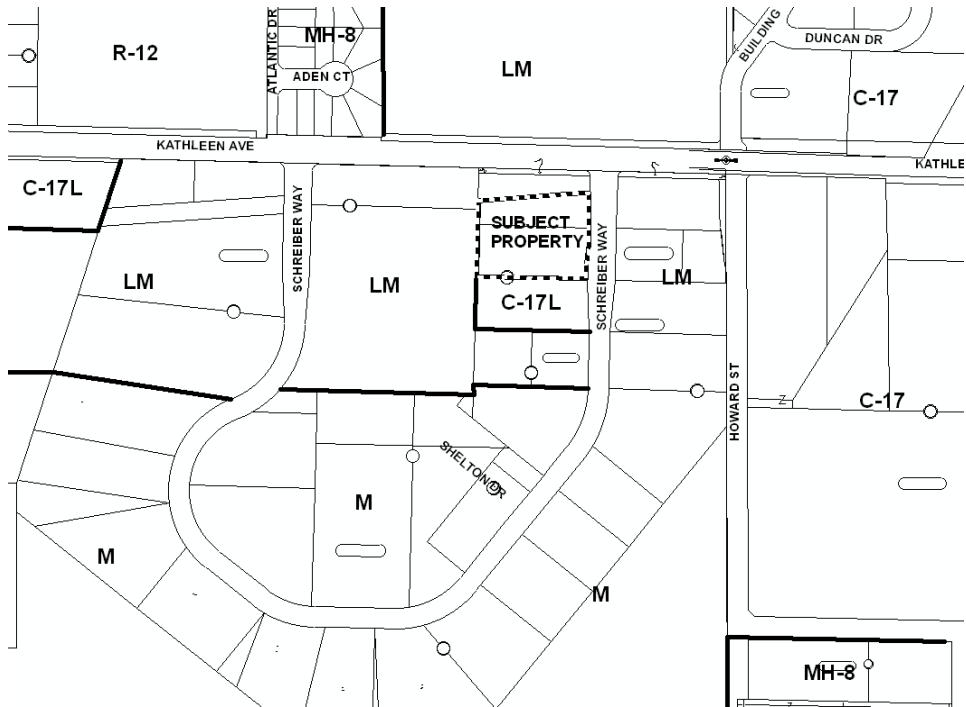 R-12
ATLANTIC DR
MH-8
ADEN CT
LM
BUILDING
DUNCAN DR
C-17
KATHLEEN AVE
KATHLE
C-17L
SCHREIBER WAY
SUBJECT
PROPERTY
SCHREIBER WAY
LM
LM
LM
C-17L
HOWARD ST
C-17
SHELTON DR
M
M
M
MH-8